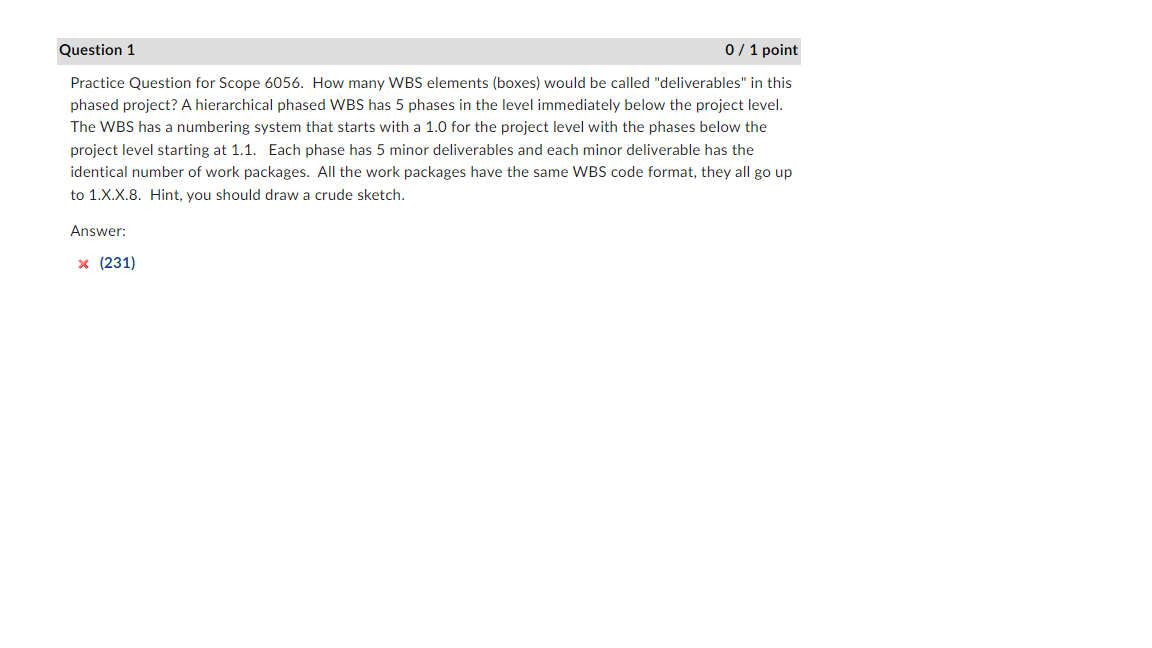 Question 1 0 / 1 point
Practice Question for Scope 6056.  How many WBS elements (boxes) would be called "deliverables" in this
phased project? A hierarchical phased WBS has 5 phases in the level immediately below the project level.
The WBS has a numbering system that starts with a 1.0 for the project level with the phases below the
project level starting at 1.1.   Each phase has 5 minor deliverables and each minor deliverable has the
identical number of work packages.  All the work packages have the same WBS code format, they all go up
to 1.X.X.8.  Hint, you should draw a crude sketch.
Answer:
(231)